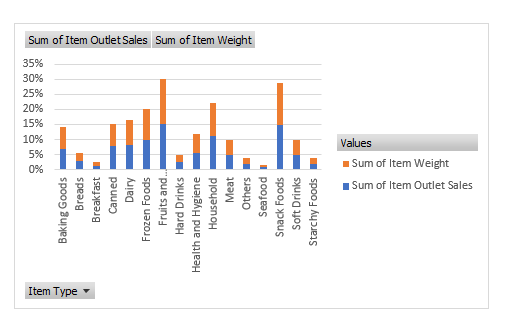 Sum of Item Outlet Sales Sum of Item Weight
35%
30%
25%
20%
15%
10%
5%
0%
Baking Goods
Breads
Breakfast
Canned
Dairy
Frozen Foods
Fruits and...
Hard Drinks
Health and Hygiene
Household
Meat
Others
Seafood
Snack Foods
Soft Drinks
Starchy Foods
Values
Sum of Item Weight
Sum of Item Outlet Sales
Item Type